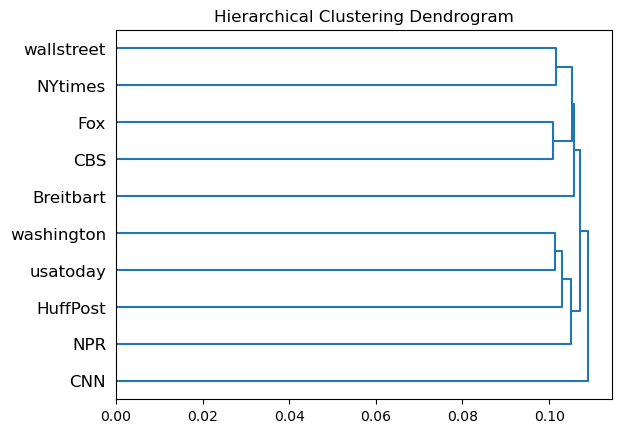 Hierarchical Clustering Dendrogram
wallstreet
NYtimes
Fox
CBS
Breitbart
washington
usatoday
HuffPost
NPR
CNN
0.00 0.02 0.04 0.06 0.08 0.10